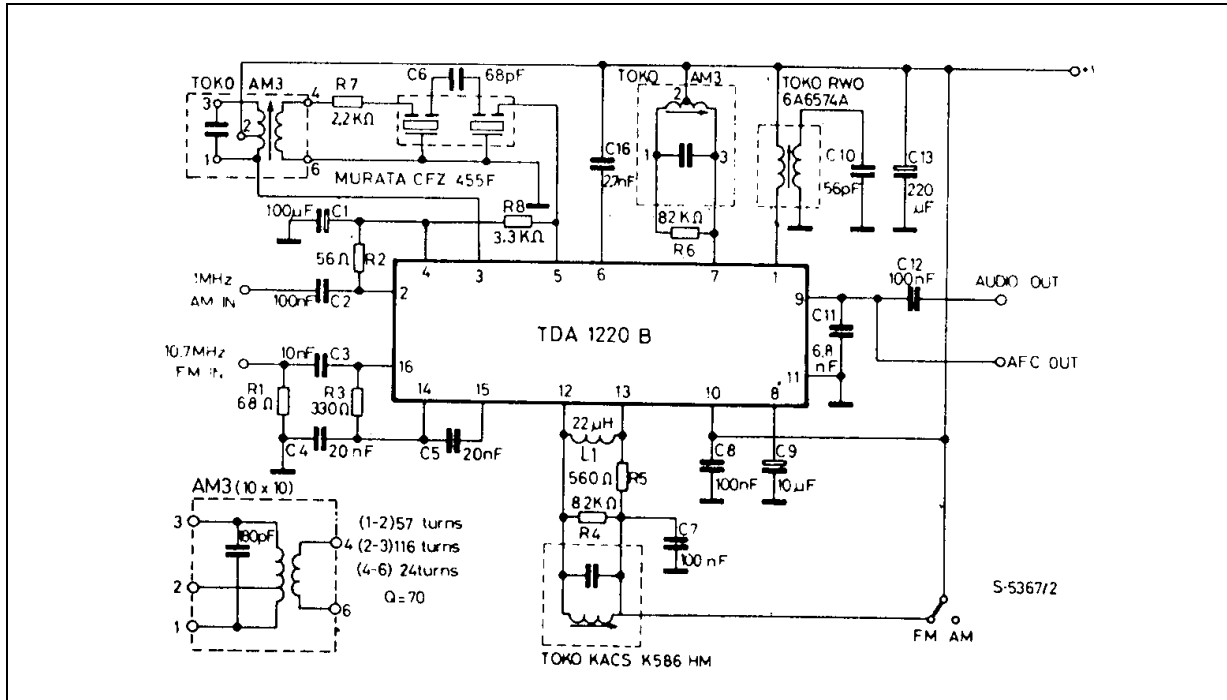 TOKO AM3
3
2
1
4
6
R7
2,2KΩ
C6
68pF
MURATA CFZ 455F
TOKO AM3
2
1
3
82KΩ
R6
TOKO RWO
6A6574A
C10
56pF
C13
220
µF
C16
2.7nF
100µF
C1
R8
3.3KΩ
56Ω
R2
1MHz
AM IN
100nF
C2
10.7MHz
FM IN
10nF
C3
R1
68Ω
R3
330Ω
C4
20nF
C5
20nF
4
3
5
6
7
1
2
16
TDA 1220 B
9
11
14
15
12
13
10
8
C12
100nF
AUDIO OUT
C11
6,8
nF
AFC OUT
22µH
L1
560Ω
R5
8.2KΩ
R4
C8
100nF
C9
10µF
C7
100nF
TOKO KACS K586 HM
S-5367/2
FM AM
AM3 (10 x 10)
3
180pF
2
1
4
6
(1-2)57 turns
(2-3)116 turns
(4-6) 24turns
Q=70